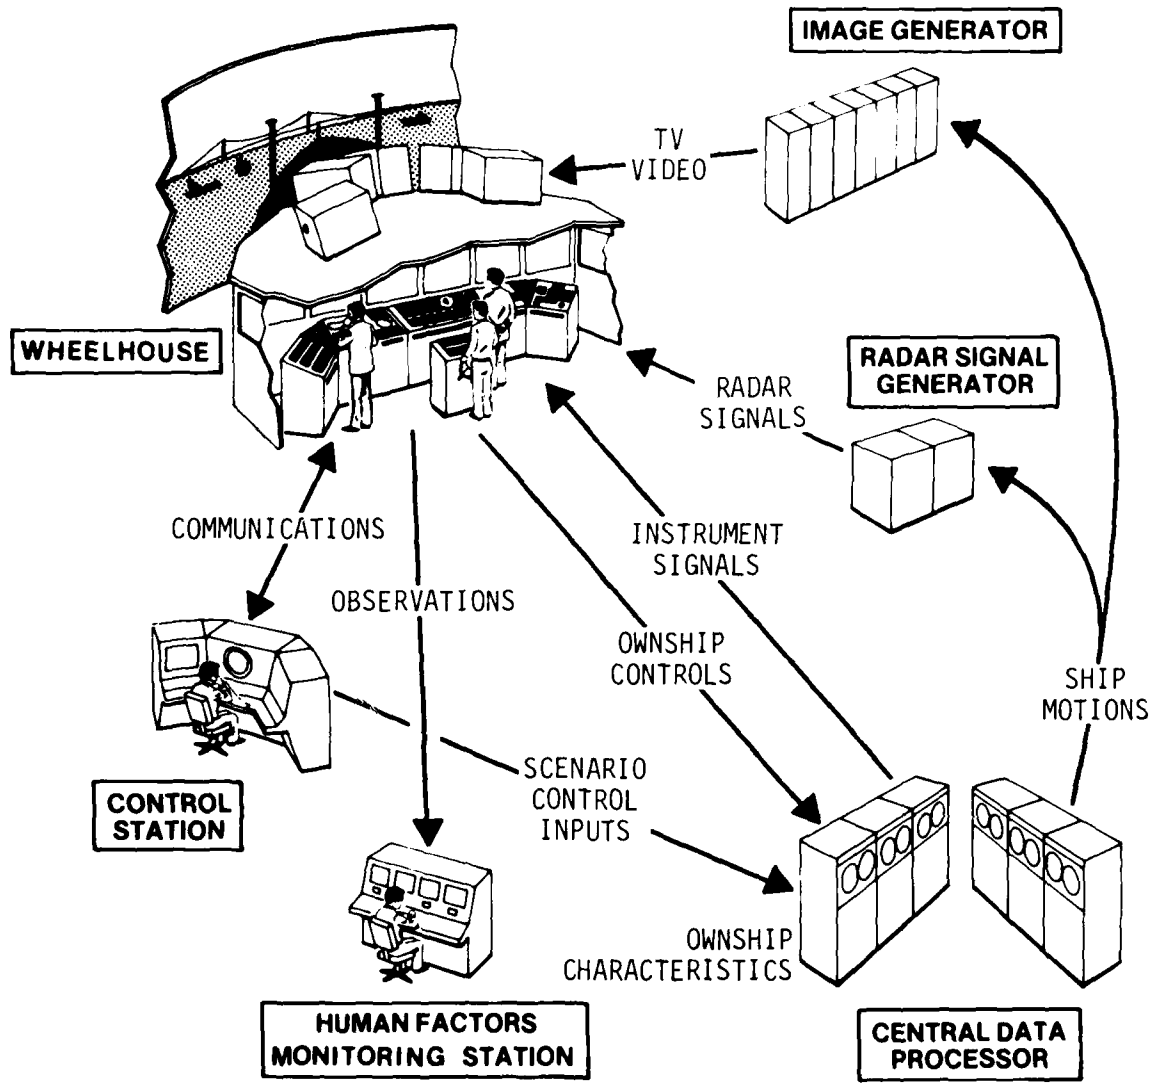 IMAGE GENERATOR
TV
VIDEO
WHEELHOUSE
RADAR SIGNAL
GENERATOR
RADAR
SIGNALS
COMMUNICATIONS
INSTRUMENT
SIGNALS
OBSERVATIONS
OWNSHIP
CONTROLS
SHIP
MOTIONS
CONTROL
STATION
SCENARIO
CONTROL
INPUTS
OWNSHIP
CHARACTERISTICS
HUMAN FACTORS
MONITORING STATION
CENTRAL DATA
PROCESSOR